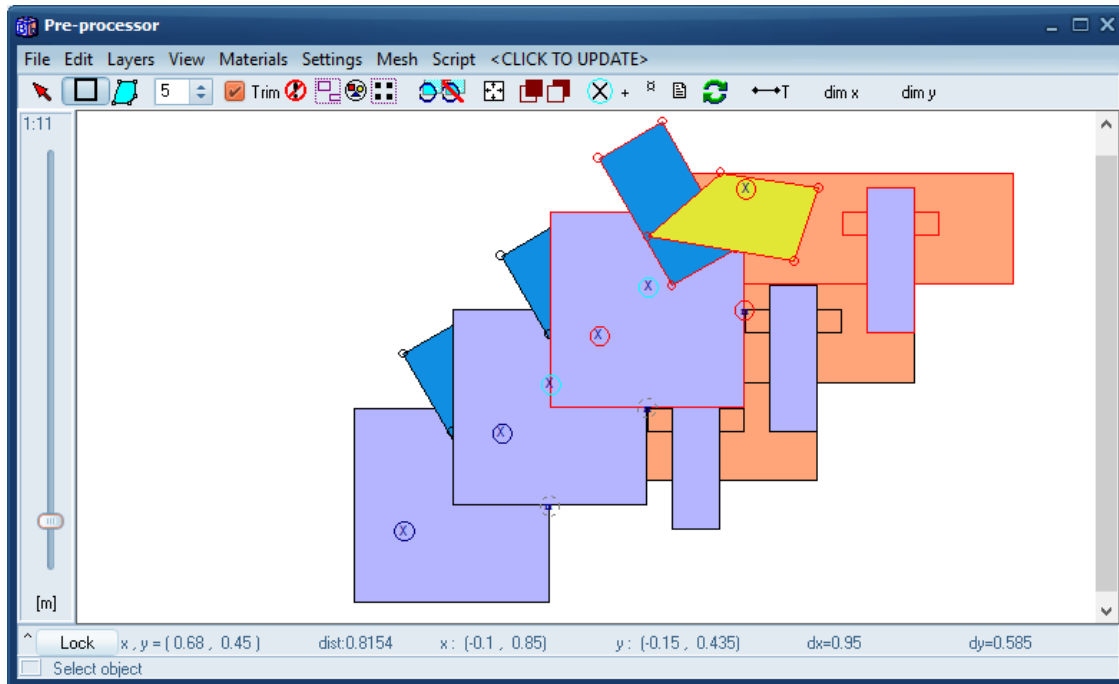 Pre-processor
File Edit Layers View Materials Settings Mesh Script <CLICK TO UPDATE>
5 Trim T dim x dim y
1:11
X
X
X
X
X
X
[m]
^ Lock x , y = ( 0.68 , 0.45 ) dist:0.8154 x : (-0.1 , 0.85) y : (-0.15 , 0.435) dx=0.95 dy=0.585
Select object